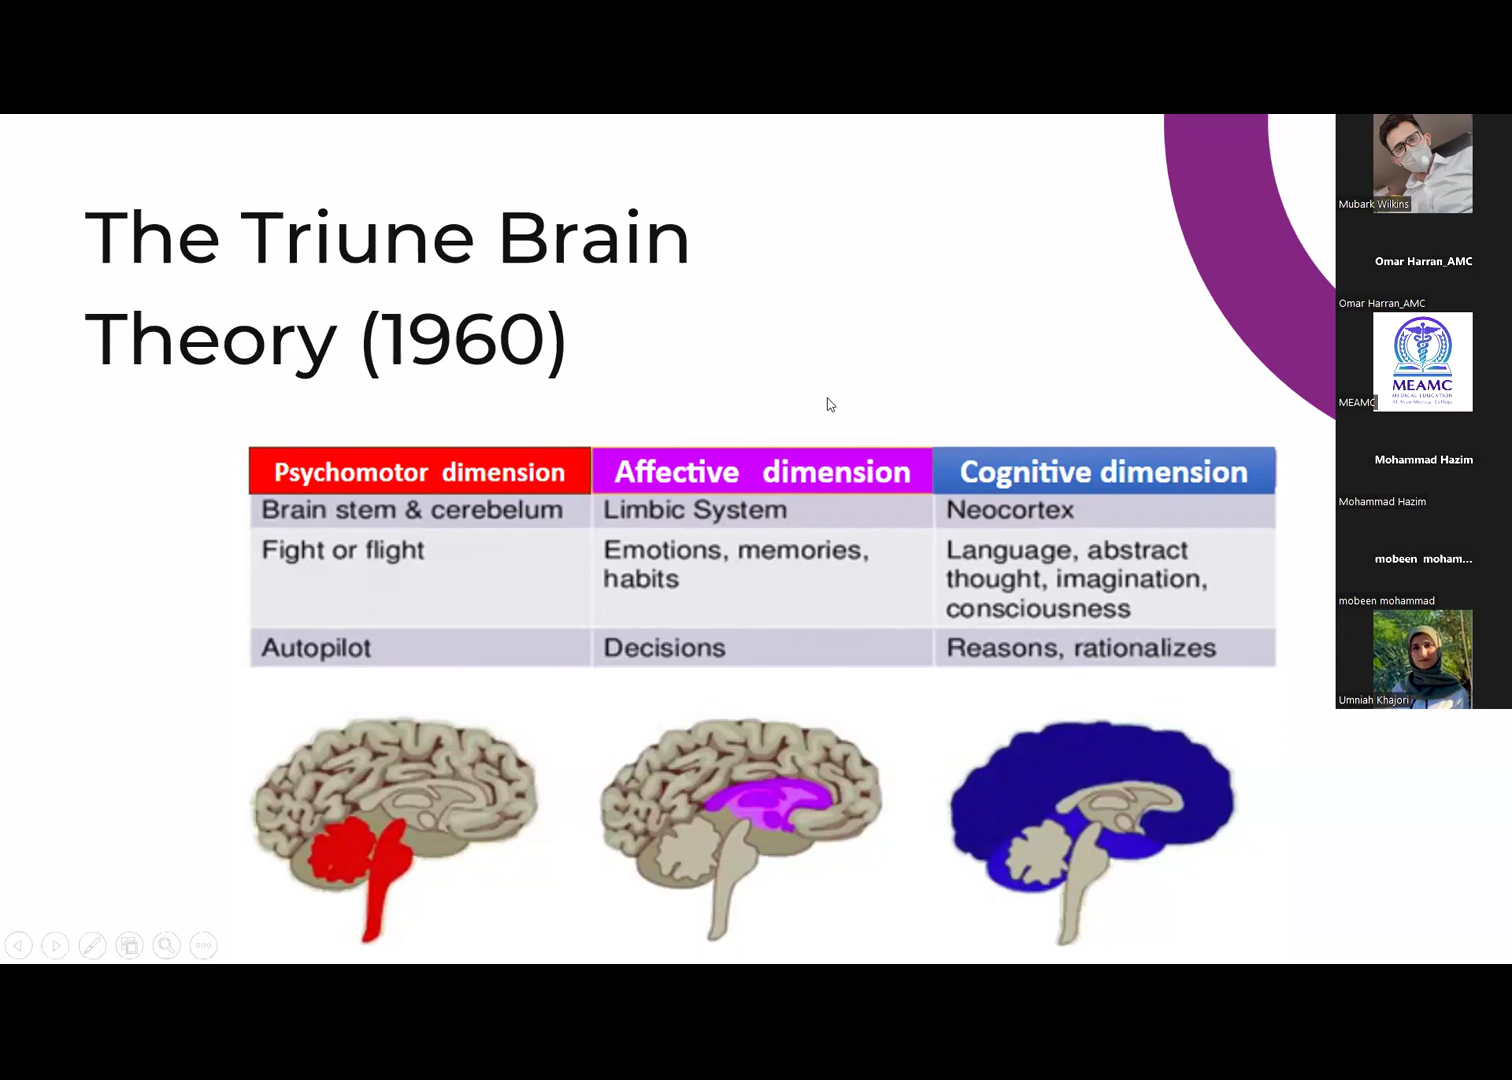 The Triune Brain
Theory (1960)
Psychomotor dimension
Affective dimension
Cognitive dimension
Brain stem & cerebelum
Limbic System
Neocortex
Fight or flight
Emotions, memories,
habits
Language, abstract
thought, imagination,
consciousness
Autopilot
Decisions
Reasons, rationalizes
Mubark Wilkins
Omar Harran_AMC
Omar Harran_AMC
MEAMC
MEDICAL EDUCATION
MEAMC
Mohammad Hazim
Mohammad Hazim
mobeen moham...
mobeen mohammad
Umniah Khajori